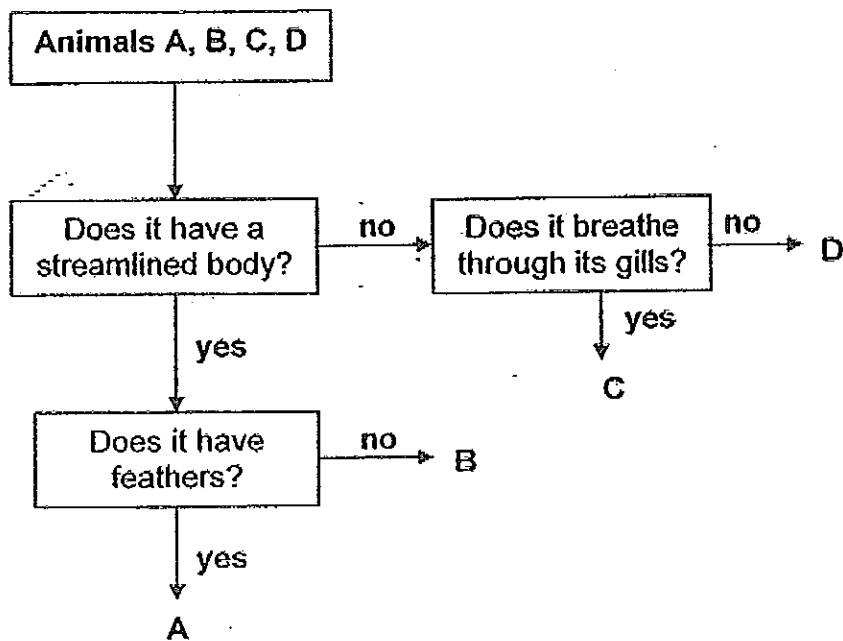 Animals A, B, C, D
Does it have a
streamlined body?
no
Does it breathe
through its gills?
no
D
yes
yes
C
Does it have
feathers?
no
B
yes
A